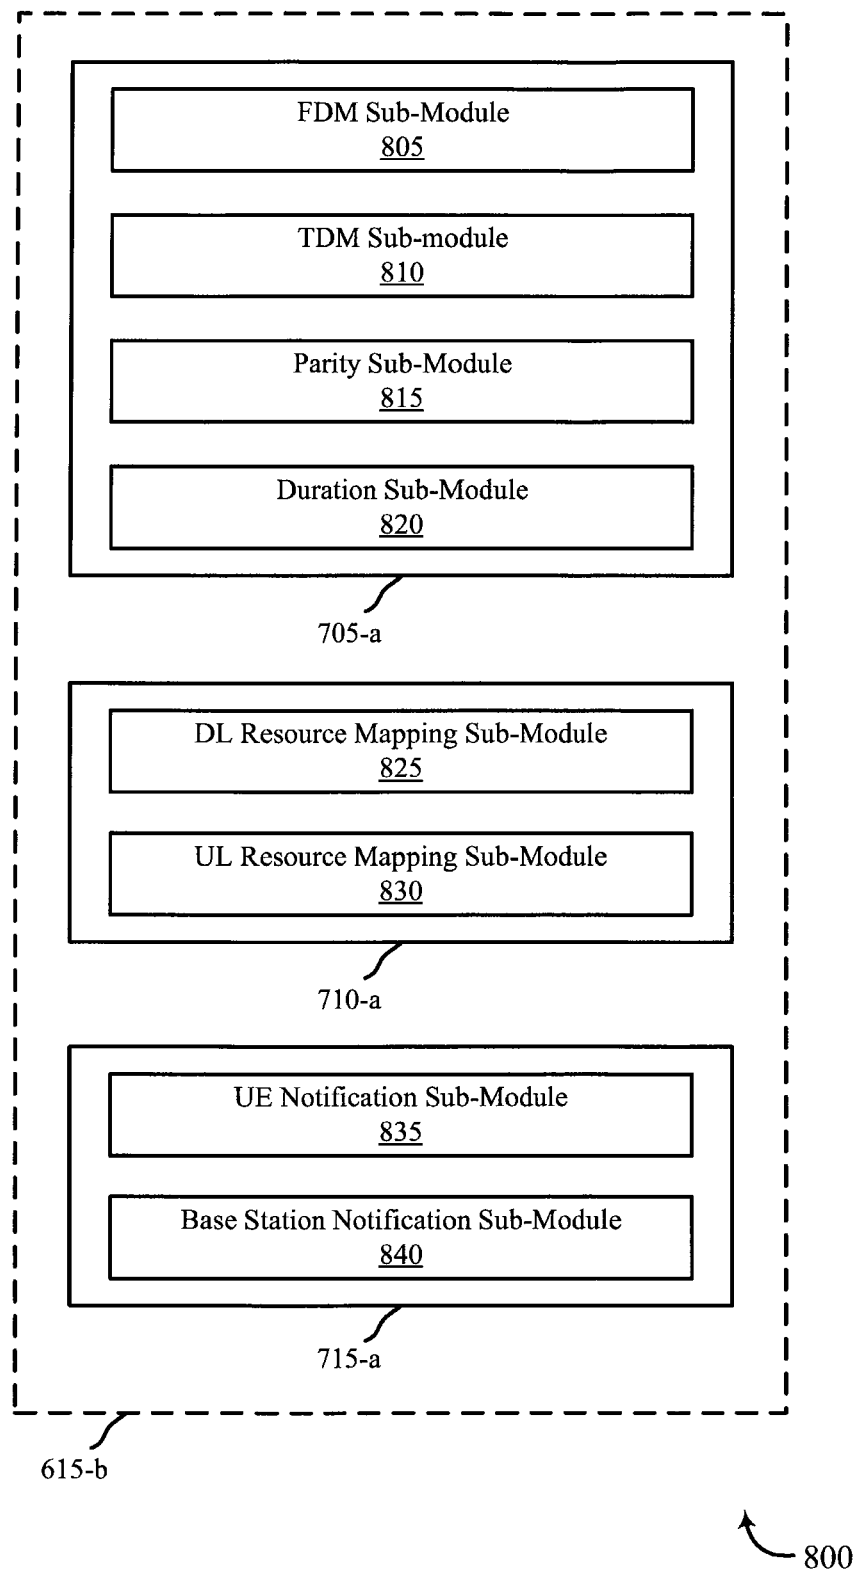 FDM Sub-Module
805
TDM Sub-module
810
Parity Sub-Module
815
Duration Sub-Module
820
705-a
DL Resource Mapping Sub-Module
825
UL Resource Mapping Sub-Module
830
710-a
UE Notification Sub-Module
835
Base Station Notification Sub-Module
840
715-a
615-b
800